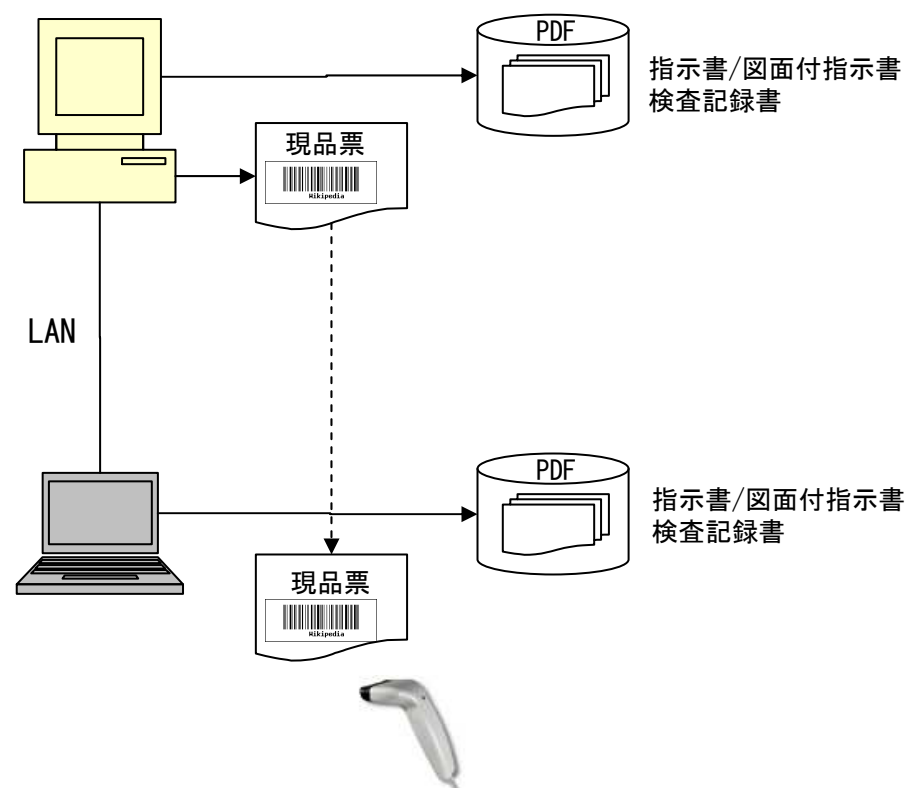 PDF
指示書/図面付指示書
検査記録書
現品票
Wikipedia
LAN
PDF
指示書/図面付指示書
検査記録書
現品票
Wikipedia